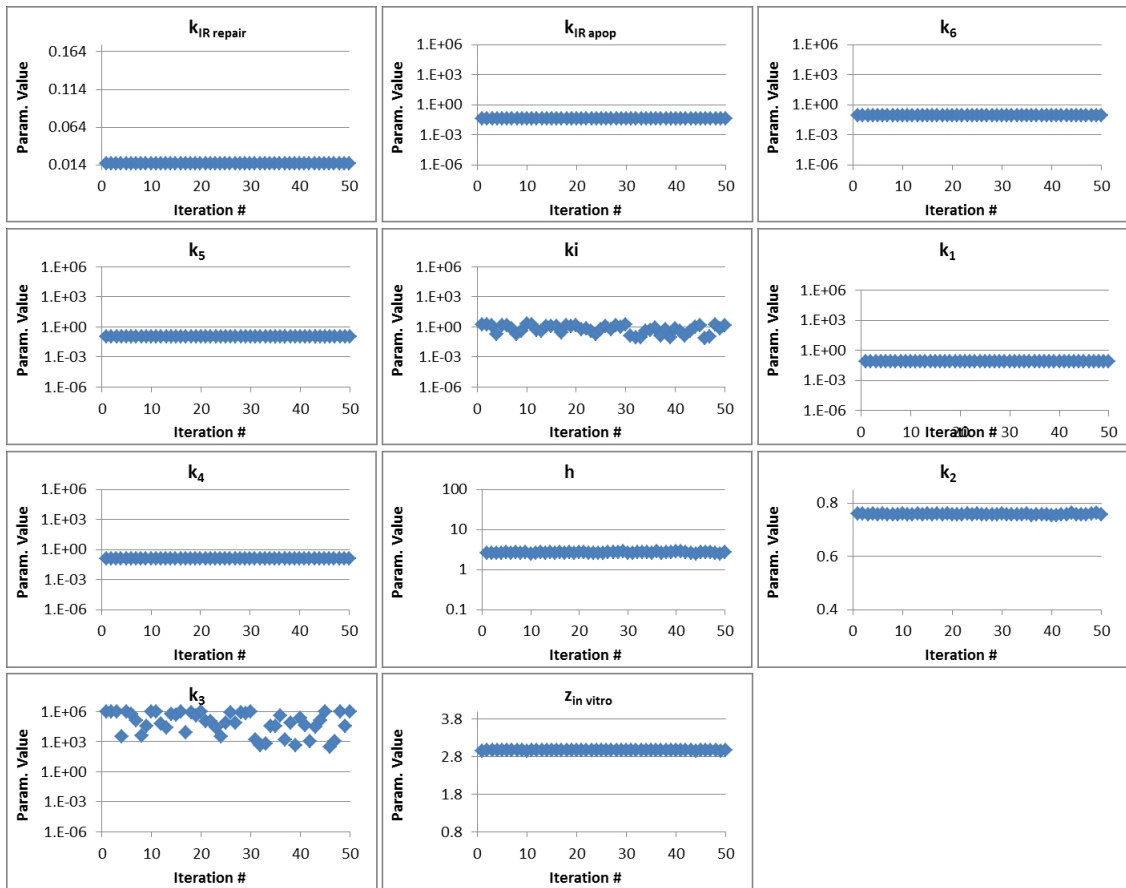 k IR repair
Param. Value
0.164
0.114
0.064
0.014
0 10 20 30 40 50
Iteration #
k IR apop
Param. Value
1.E+06
1.E+03
1.E+00
1.E-03
1.E-06
0 10 20 30 40 50
Iteration #
k6
Param. Value
1.E+06
1.E+03
1.E+00
1.E-03
1.E-06
0 10 20 30 40 50
Iteration #
k5
Param. Value
1.E+06
1.E+03
1.E+00
1.E-03
1.E-06
0 10 20 30 40 50
Iteration #
ki
Param. Value
1.E+06
1.E+03
1.E+00
1.E-03
1.E-06
0 10 20 30 40 50
Iteration #
k1
Param. Value
1.E+06
1.E+03
1.E+00
1.E-03
1.E-06
0 10 20 30 40 50
Iteration #
k4
Param. Value
1.E+06
1.E+03
1.E+00
1.E-03
1.E-06
0 10 20 30 40 50
Iteration #
h
Param. Value
100
10
1
0.1
0 10 20 30 40 50
Iteration #
k2
Param. Value
0.8
0.6
0.4
0 10 20 30 40 50
Iteration #
k3
Param. Value
1.E+06
1.E+03
1.E+00
1.E-03
1.E-06
0 10 20 30 40 50
Iteration #
z in vitro
Param. Value
3.8
2.8
1.8
0.8
0 10 20 30 40 50
Iteration #